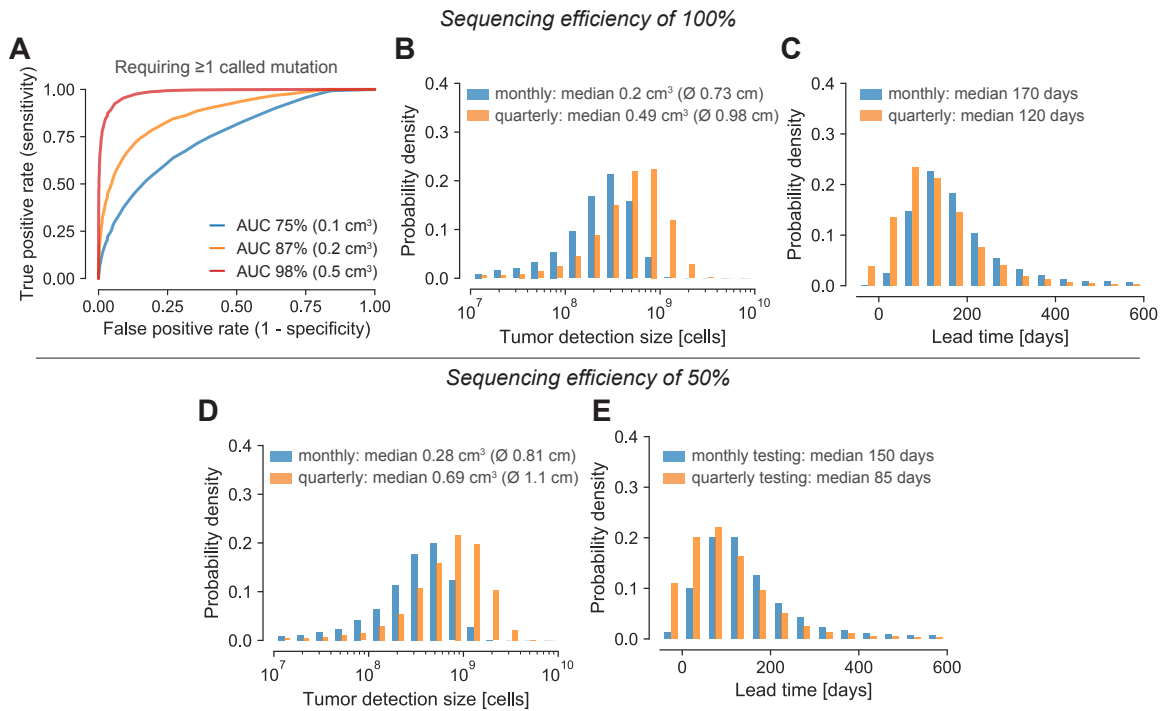 Sequencing efficiency of 100%
A
Requiring ≥1 called mutation
True positive rate (sensitivity)
1.00
0.75
0.50
0.25
0.00
AUC 75% (0.1 cm³)
AUC 87% (0.2 cm³)
AUC 98% (0.5 cm³)
0.00 0.25 0.50 0.75 1.00
False positive rate (1 - specificity)
B
Probability density
0.4
0.3
0.2
0.1
0.0
monthly: median 0.2 cm³ (Ø 0.73 cm)
quarterly: median 0.49 cm³ (Ø 0.98 cm)
10⁷ 10⁸ 10⁹ 10¹⁰
Tumor detection size [cells]
C
Probability density
0.4
0.3
0.2
0.1
0.0
monthly: median 170 days
quarterly: median 120 days
0 200 400 600
Lead time [days]
Sequencing efficiency of 50%
D
Probability density
0.4
0.3
0.2
0.1
0.0
monthly: median 0.28 cm³ (Ø 0.81 cm)
quarterly: median 0.69 cm³ (Ø 1.1 cm)
10⁷ 10⁸ 10⁹ 10¹⁰
Tumor detection size [cells]
E
Probability density
0.4
0.3
0.2
0.1
0.0
monthly testing: median 150 days
quarterly testing: median 85 days
0 200 400 600
Lead time [days]